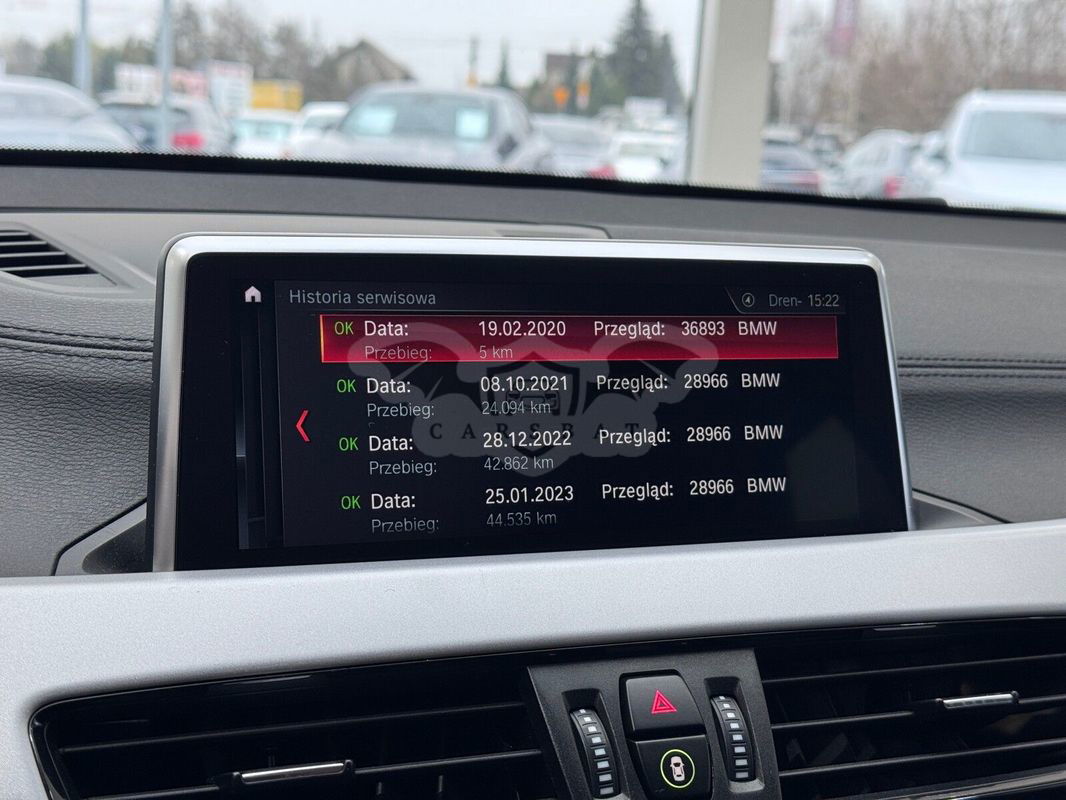 Historia serwisowa
Dren- 15:22
OK Data: 19.02.2020 Przegląd: 36893 BMW
Przebieg: 5 km
OK Data: 08.10.2021 Przegląd: 28966 BMW
Przebieg: 24.094 km
CARSBAT
OK Data: 28.12.2022 Przegląd: 28966 BMW
Przebieg: 42.862 km
OK Data: 25.01.2023 Przegląd: 28966 BMW
Przebieg: 44.535 km